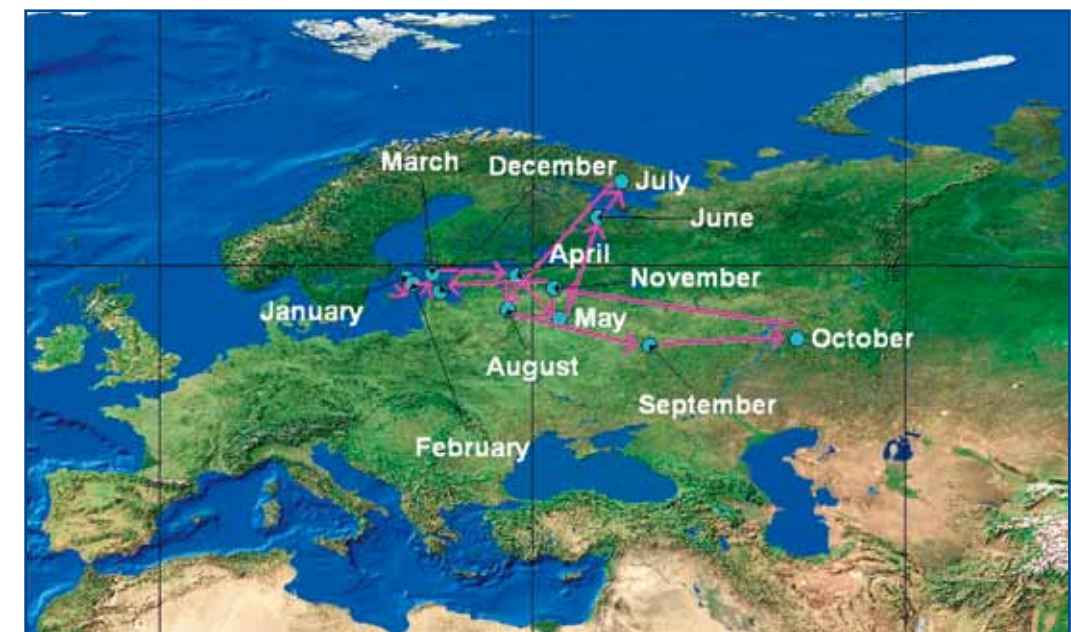 March
December
July
June
April
November
January
May
October
August
September
February